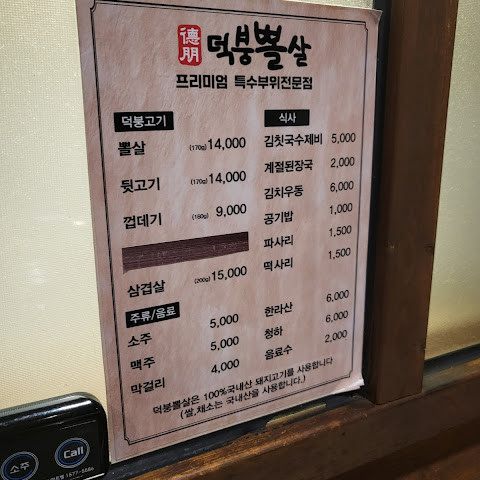 德朋 덕붕뽈살
프리미엄 특수부위전문점
덕붕고기
뽈살 (170g) 14,000
뒷고기 (170g) 14,000
껍데기 (160g) 9,000
삼겹살 (200g) 15,000
주류/음료
소주 5,000
맥주 5,000
막걸리 4,000
식사
김칫국수제비 5,000
계절된장국 2,000
김치우동 6,000
공기밥 1,000
파사리 1,500
떡사리 1,500
한라산 6,000
청하 6,000
음료수 2,000
덕붕뽈살은 100%국내산 돼지고기를 사용합니다
(쌀,채소는 국내산을 사용합니다.)
소주
Call
1577-5086